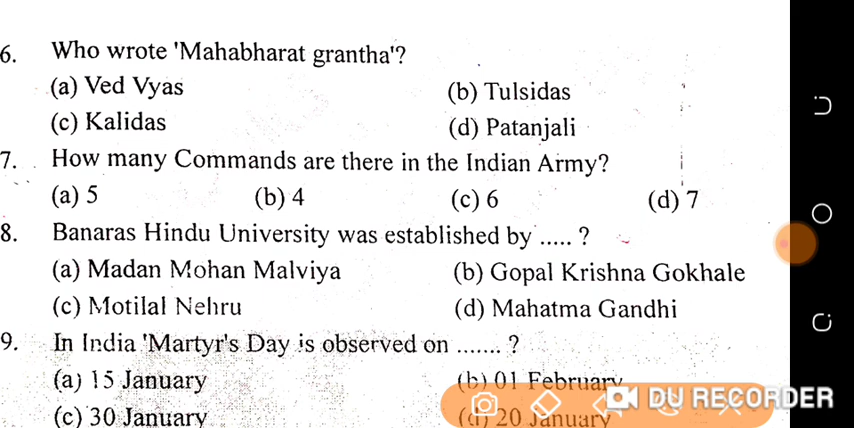 6. Who wrote 'Mahabharat grantha'?
(a) Ved Vyas (b) Tulsidas
(c) Kalidas (d) Patanjali
7. How many Commands are there in the Indian Army?
(a) 5 (b) 4 (c) 6 (d) 7
8. Banaras Hindu University was established by ..... ?
(a) Madan Mohan Malviya (b) Gopal Krishna Gokhale
(c) Motilal Nehru (d) Mahatma Gandhi
9. In India 'Martyr's Day is observed on ....... ?
(a) 15 January (b) 01 February
DU RECORDER
(c) 30 January (d) 20 January